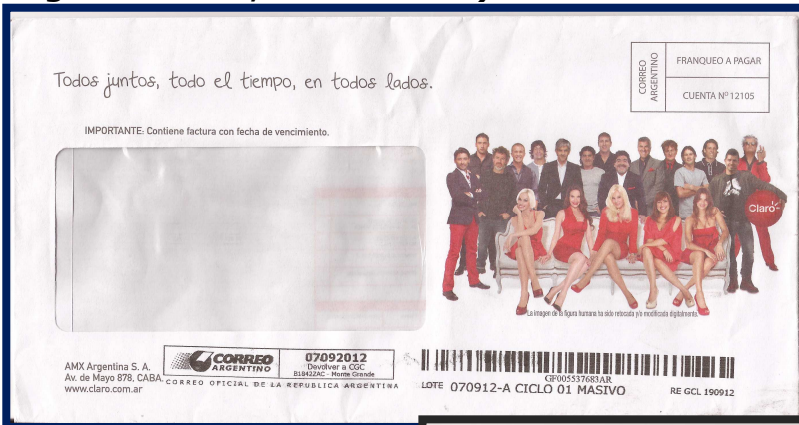 CORREO
ARGENTINO
FRANQUEO A PAGAR
CUENTA Nº 12105
Todos juntos, todo el tiempo, en todos lados.
IMPORTANTE: Contiene factura con fecha de vencimiento.
Claro
La imagen de la figura humana ha sido retocada y/o modificada digitalmente.
AMX Argentina S. A.
Av. de Mayo 878, CABA.
www.claro.com.ar
CORREO
ARGENTINO
07092012
Devolver a CGC
B1842ZAC - Monte Grande
CORREO OFICIAL DE LA REPUBLICA ARGENTINA
GF005537683AR
LOTE 070912-A CICLO 01 MASIVO
RE GCL 190912